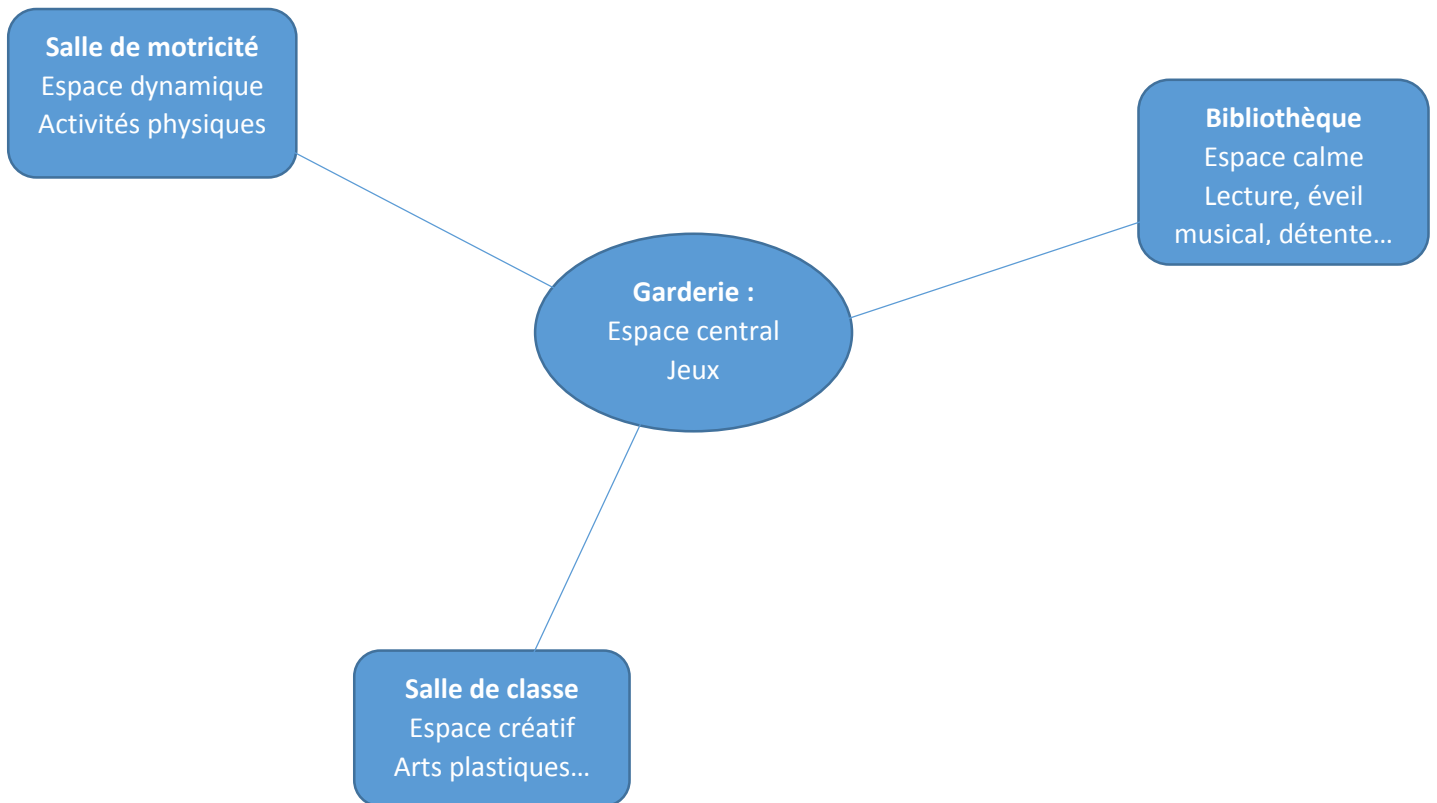 Salle de motricité
Espace dynamique
Activités physiques
Bibliothèque
Espace calme
Lecture, éveil
musical, détente…
Garderie :
Espace central
Jeux
Salle de classe
Espace créatif
Arts plastiques…